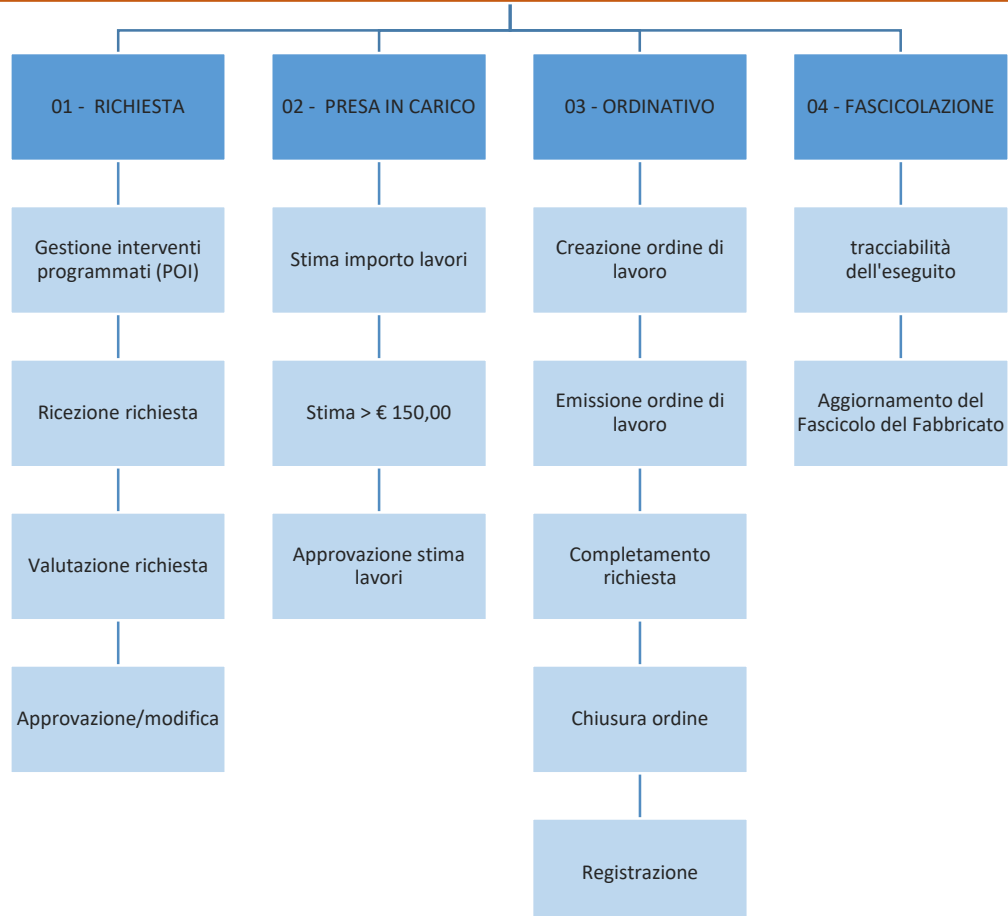 01 - RICHIESTA
Gestione interventi
programmati (POI)
Ricezione richiesta
Valutazione richiesta
Approvazione/modifica
02 - PRESA IN CARICO
Stima importo lavori
Stima > € 150,00
Approvazione stima
lavori
03 - ORDINATIVO
Creazione ordine di
lavoro
Emissione ordine di
lavoro
Completamento
richiesta
Chiusura ordine
Registrazione
04 - FASCICOLAZIONE
tracciabilità
dell'eseguito
Aggiornamento del
Fascicolo del Fabbricato